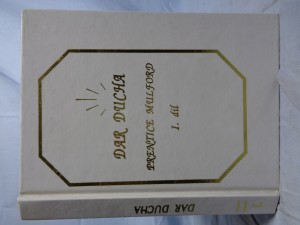 DAR DUCHA
PRENTICE MULFORD
1. díl
DAR DUCHA